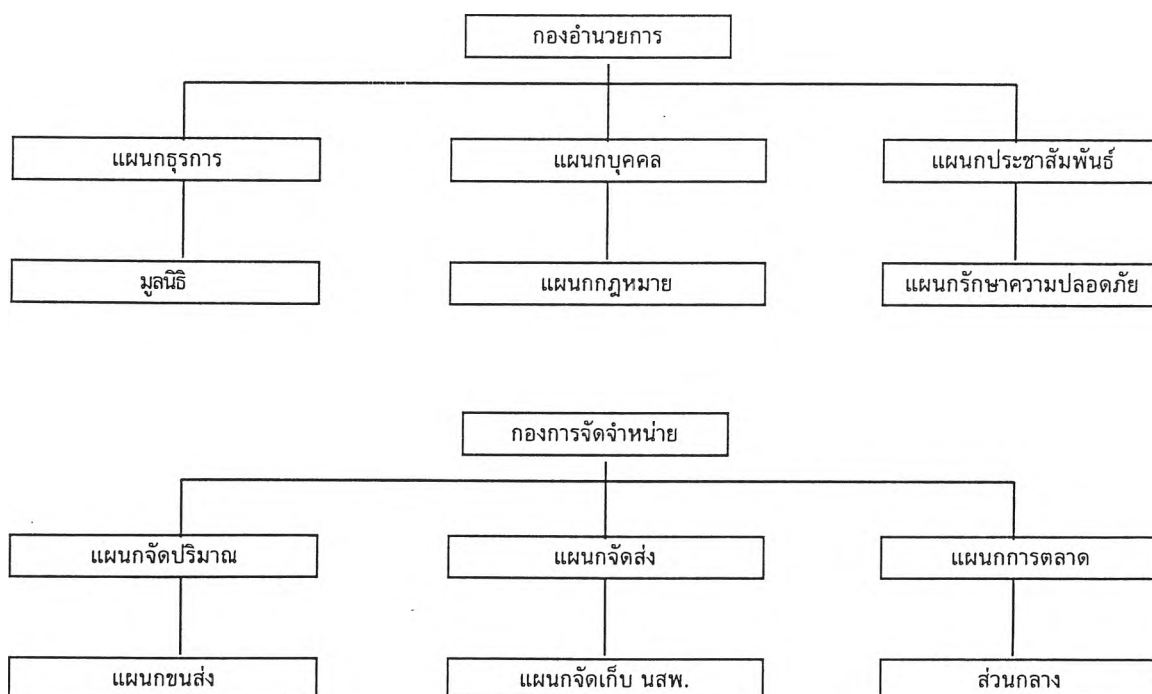 กองอำนวยการ
แผนกธุรการ
แผนกบุคคล
แผนกประชาสัมพันธ์
มูลนิธิ
แผนกกฎหมาย
แผนกรักษาความปลอดภัย
กองการจัดจำหน่าย
แผนกจัดปริมาณ
แผนกจัดส่ง
แผนกการตลาด
แผนกขนส่ง
แผนกจัดเก็บ นสพ.
ส่วนกลาง